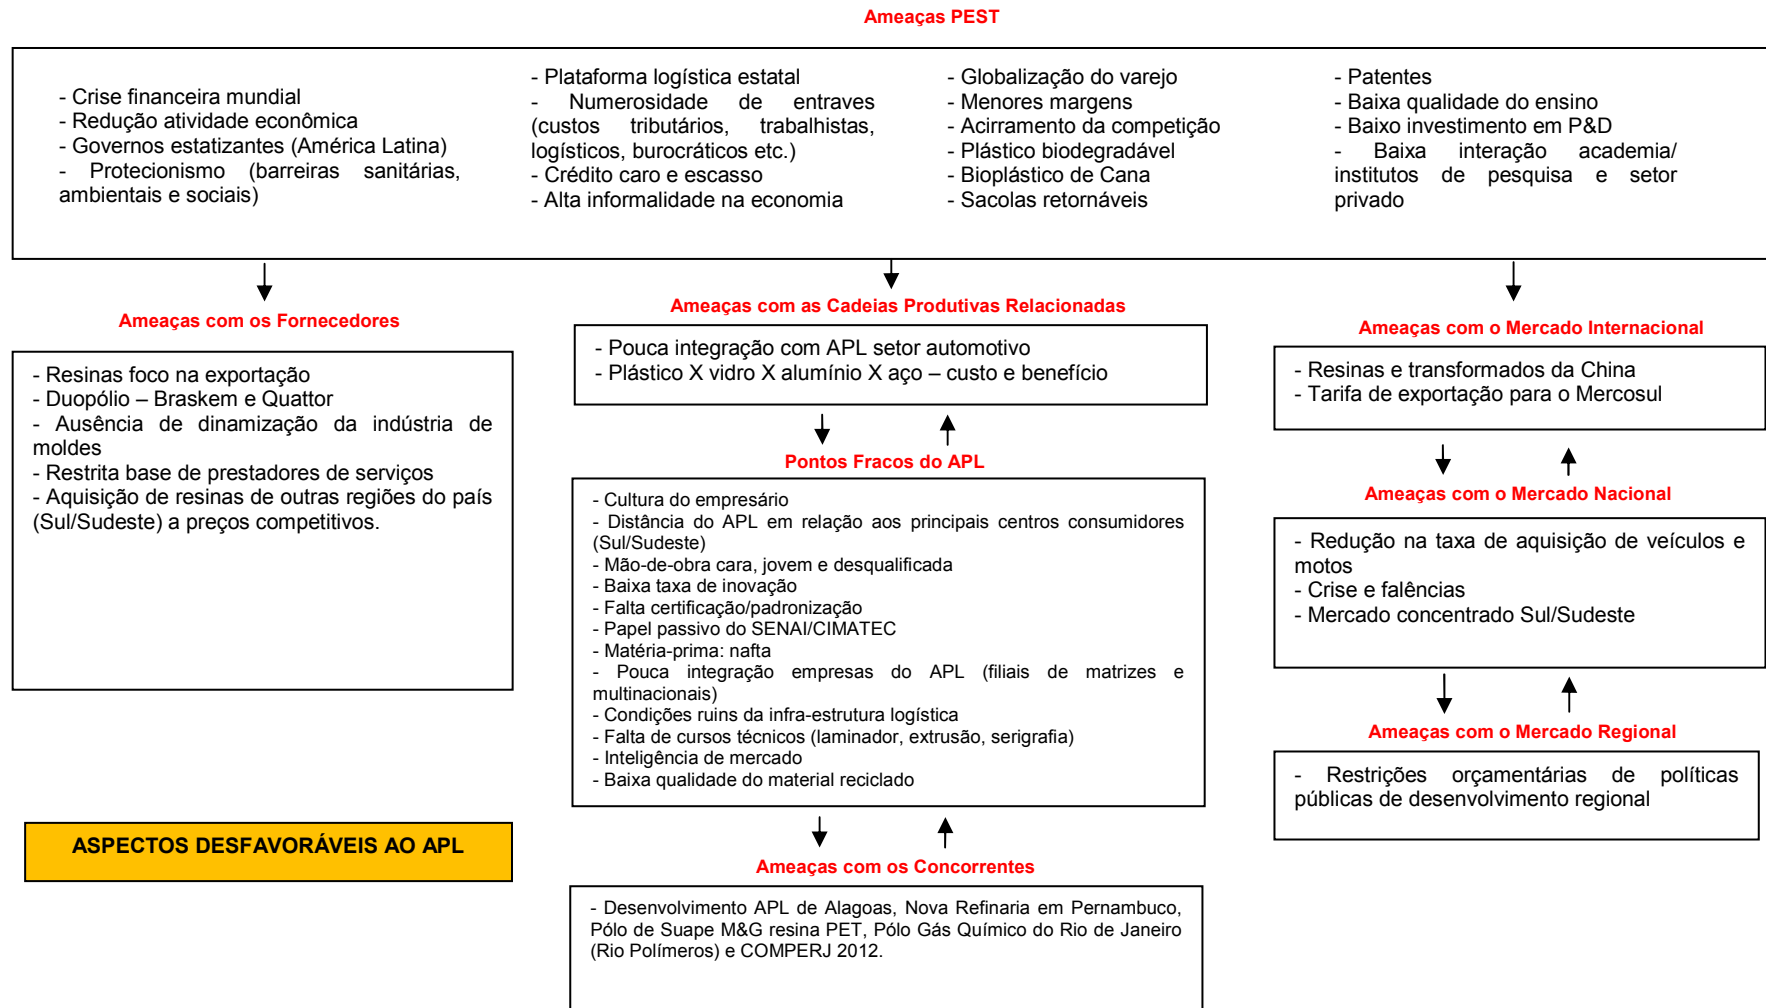 Ameaças PEST
- Crise financeira mundial
- Redução atividade econômica
- Governos estatizantes (América Latina)
- Protecionismo (barreiras sanitárias,
ambientais e sociais)
- Plataforma logística estatal
- Numerosidade de entraves
(custos tributários, trabalhistas,
logísticos, burocráticos etc.)
- Crédito caro e escasso
- Alta informalidade na economia
- Globalização do varejo
- Menores margens
- Acirramento da competição
- Plástico biodegradável
- Bioplástico de Cana
- Sacolas retornáveis
- Patentes
- Baixa qualidade do ensino
- Baixo investimento em P&D
- Baixa interação academia/
institutos de pesquisa e setor
privado
Ameaças com os Fornecedores
- Resinas foco na exportação
- Duopólio – Braskem e Quattor
- Ausência de dinamização da indústria de
moldes
- Restrita base de prestadores de serviços
- Aquisição de resinas de outras regiões do país
(Sul/Sudeste) a preços competitivos.
ASPECTOS DESFAVORÁVEIS AO APL
Ameaças com as Cadeias Produtivas Relacionadas
- Pouca integração com APL setor automotivo
- Plástico X vidro X alumínio X aço – custo e benefício
Pontos Fracos do APL
- Cultura do empresário
- Distância do APL em relação aos principais centros consumidores
(Sul/Sudeste)
- Mão-de-obra cara, jovem e desqualificada
- Baixa taxa de inovação
- Falta certificação/padronização
- Papel passivo do SENAI/CIMATEC
- Matéria-prima: nafta
- Pouca integração empresas do APL (filiais de matrizes e
multinacionais)
- Condições ruins da infra-estrutura logística
- Falta de cursos técnicos (laminador, extrusão, serigrafia)
- Inteligência de mercado
- Baixa qualidade do material reciclado
Ameaças com os Concorrentes
- Desenvolvimento APL de Alagoas, Nova Refinaria em Pernambuco,
Pólo de Suape M&G resina PET, Pólo Gás Químico do Rio de Janeiro
(Rio Polímeros) e COMPERJ 2012.
Ameaças com o Mercado Internacional
- Resinas e transformados da China
- Tarifa de exportação para o Mercosul
Ameaças com o Mercado Nacional
- Redução na taxa de aquisição de veículos e
motos
- Crise e falências
- Mercado concentrado Sul/Sudeste
Ameaças com o Mercado Regional
- Restrições orçamentárias de políticas
públicas de desenvolvimento regional